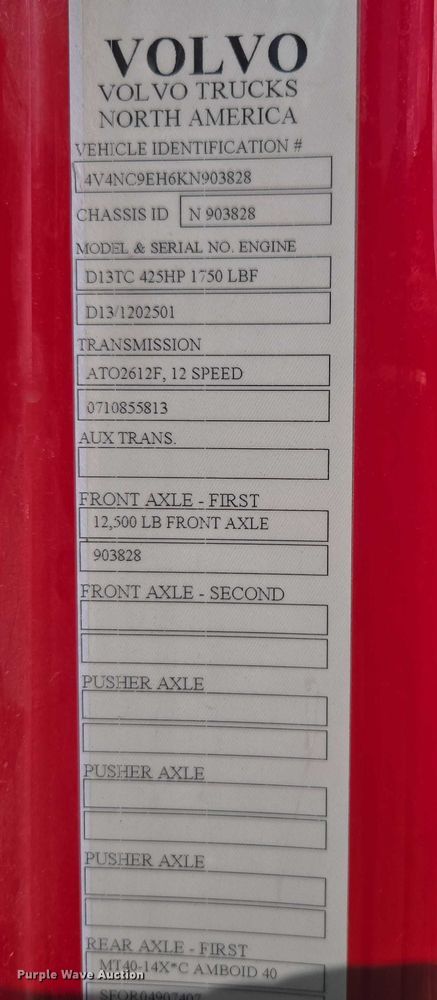 VOLVO
VOLVO TRUCKS
NORTH AMERICA
VEHICLE IDENTIFICATION #
4V4NC9EH6KN903828
CHASSIS ID N 903828
MODEL & SERIAL NO. ENGINE
D13TC 425HP 1750 LBF
D13/1202501
TRANSMISSION
ATO2612F, 12 SPEED
0710855813
AUX TRANS.
FRONT AXLE - FIRST
12,500 LB FRONT AXLE
903828
FRONT AXLE - SECOND
PUSHER AXLE
PUSHER AXLE
PUSHER AXLE
REAR AXLE - FIRST
MT40-14X*C AMBOID 40
Purple Wave Auction